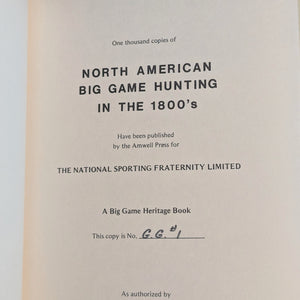 One thousand copies of
NORTH AMERICAN
BIG GAME HUNTING
IN THE 1800's
Have been published
by the Amwell Press for
THE NATIONAL SPORTING FRATERNITY LIMITED
A Big Game Heritage Book
This copy is No. G.G. #1
As authorized by